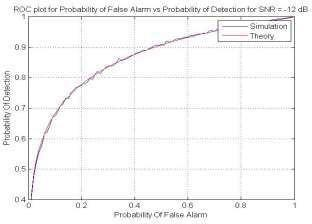 ROC plot for Probability of False Alarm vs Probability of Detection for SNR = -12 dB
Simulation
Theory
1
0.9
0.8
0.7
0.6
0.5
0.4
Probability Of Detection
0 0.2 0.4 0.6 0.8 1
Probability Of False Alarm